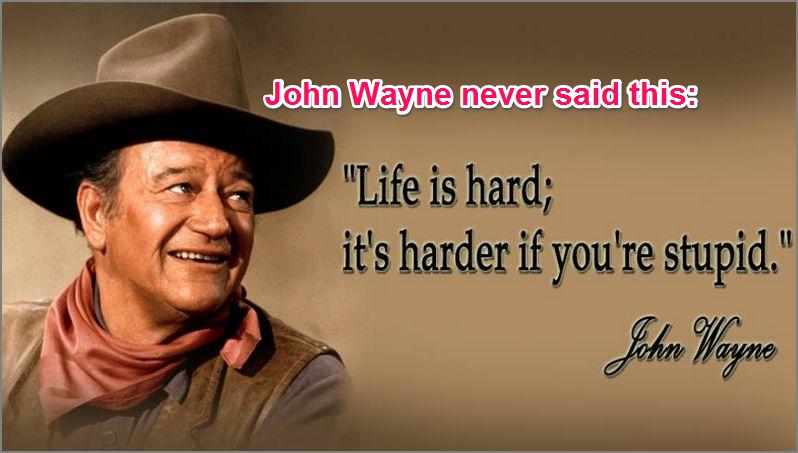 John Wayne never said this:
"Life is hard;
it's harder if you're stupid."
John Wayne